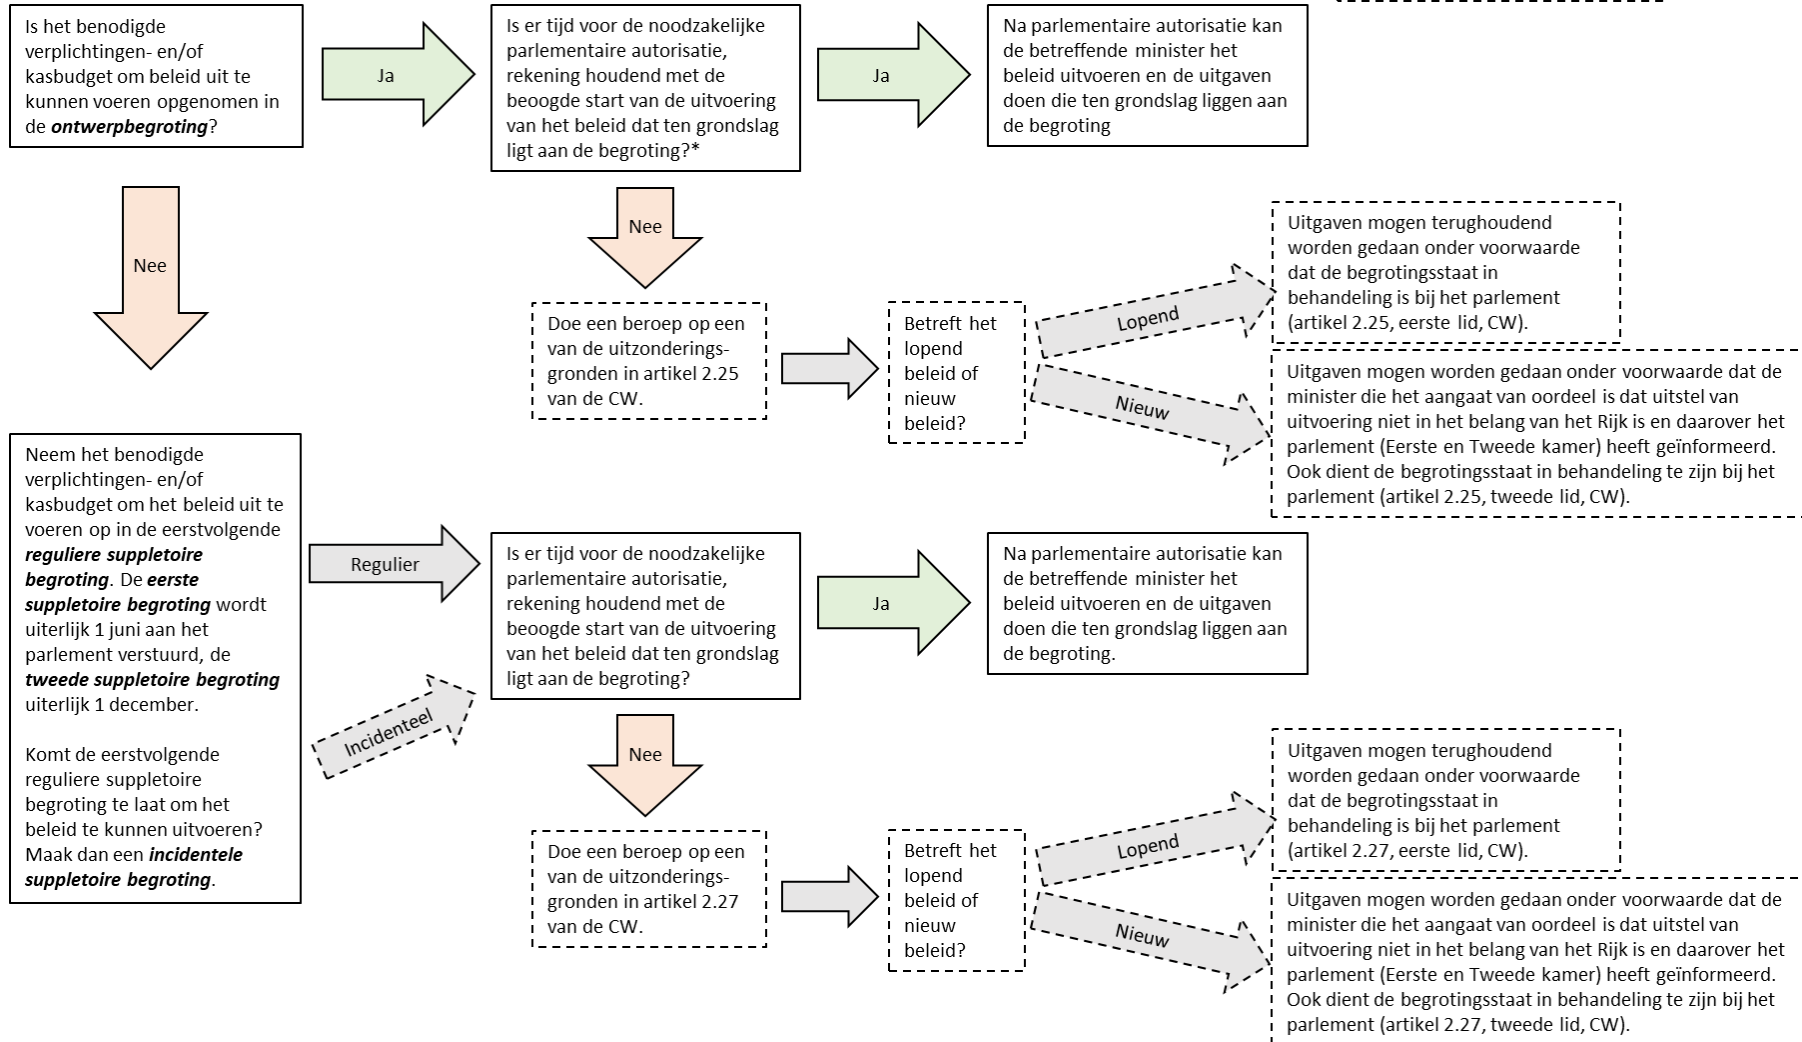 Is het benodigde
verplichtingen- en/of
kasbudget om beleid uit te
kunnen voeren opgenomen in
de ontwerpbegroting?
Ja
Is er tijd voor de noodzakelijke
parlementaire autorisatie,
rekening houdend met de
beoogde start van de uitvoering
van het beleid dat ten grondslag
ligt aan de begroting?*
Ja
Na parlementaire autorisatie kan
de betreffende minister het
beleid uitvoeren en de uitgaven
doen die ten grondslag liggen aan
de begroting
Nee
Nee
Doe een beroep op een
van de uitzonderings-
gronden in artikel 2.25
van de CW.
Betreft het
lopend
beleid of
nieuw
beleid?
Lopend
Uitgaven mogen terughoudend
worden gedaan onder voorwaarde
dat de begrotingsstaat in
behandeling is bij het parlement
(artikel 2.25, eerste lid, CW).
Nieuw
Uitgaven mogen worden gedaan onder voorwaarde dat de
minister die het aangaat van oordeel is dat uitstel van
uitvoering niet in het belang van het Rijk is en daarover het
parlement (Eerste en Tweede kamer) heeft geïnformeerd.
Ook dient de begrotingsstaat in behandeling te zijn bij het
parlement (artikel 2.25, tweede lid, CW).
Neem het benodigde
verplichtingen- en/of
kasbudget om het beleid uit te
voeren op in de eerstvolgende
reguliere suppletoire
begroting. De eerste
suppletoire begroting wordt
uiterlijk 1 juni aan het
parlement verstuurd, de
tweede suppletoire begroting
uiterlijk 1 december.
Komt de eerstvolgende
reguliere suppletoire
begroting te laat om het
beleid te kunnen uitvoeren?
Maak dan een incidentele
suppletoire begroting.
Regulier
Incidenteel
Is er tijd voor de noodzakelijke
parlementaire autorisatie,
rekening houdend met de
beoogde start van de uitvoering
van het beleid dat ten grondslag
ligt aan de begroting?
Ja
Na parlementaire autorisatie kan
de betreffende minister het
beleid uitvoeren en de uitgaven
doen die ten grondslag liggen aan
de begroting.
Nee
Doe een beroep op een
van de uitzonderings-
gronden in artikel 2.27
van de CW.
Betreft het
lopend
beleid of
nieuw
beleid?
Lopend
Uitgaven mogen terughoudend
worden gedaan onder voorwaarde
dat de begrotingsstaat in
behandeling is bij het parlement
(artikel 2.27, eerste lid, CW).
Nieuw
Uitgaven mogen worden gedaan onder voorwaarde dat de
minister die het aangaat van oordeel is dat uitstel van
uitvoering niet in het belang van het Rijk is en daarover het
parlement (Eerste en Tweede kamer) heeft geïnformeerd.
Ook dient de begrotingsstaat in behandeling te zijn bij het
parlement (artikel 2.27, tweede lid, CW).